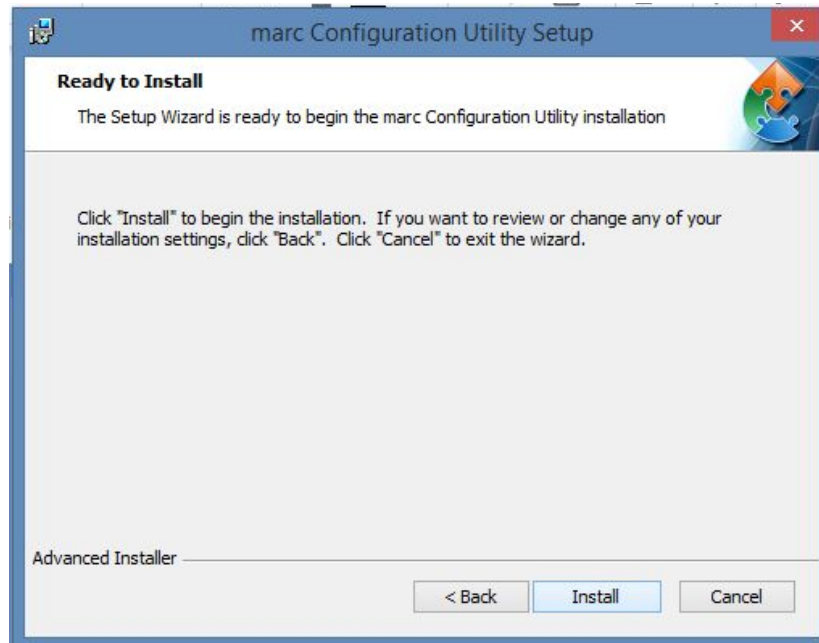 marc Configuration Utility Setup
Ready to Install
The Setup Wizard is ready to begin the marc Configuration Utility installation
Click "Install" to begin the installation. If you want to review or change any of your
installation settings, click "Back". Click "Cancel" to exit the wizard.
Advanced Installer
< Back Install Cancel